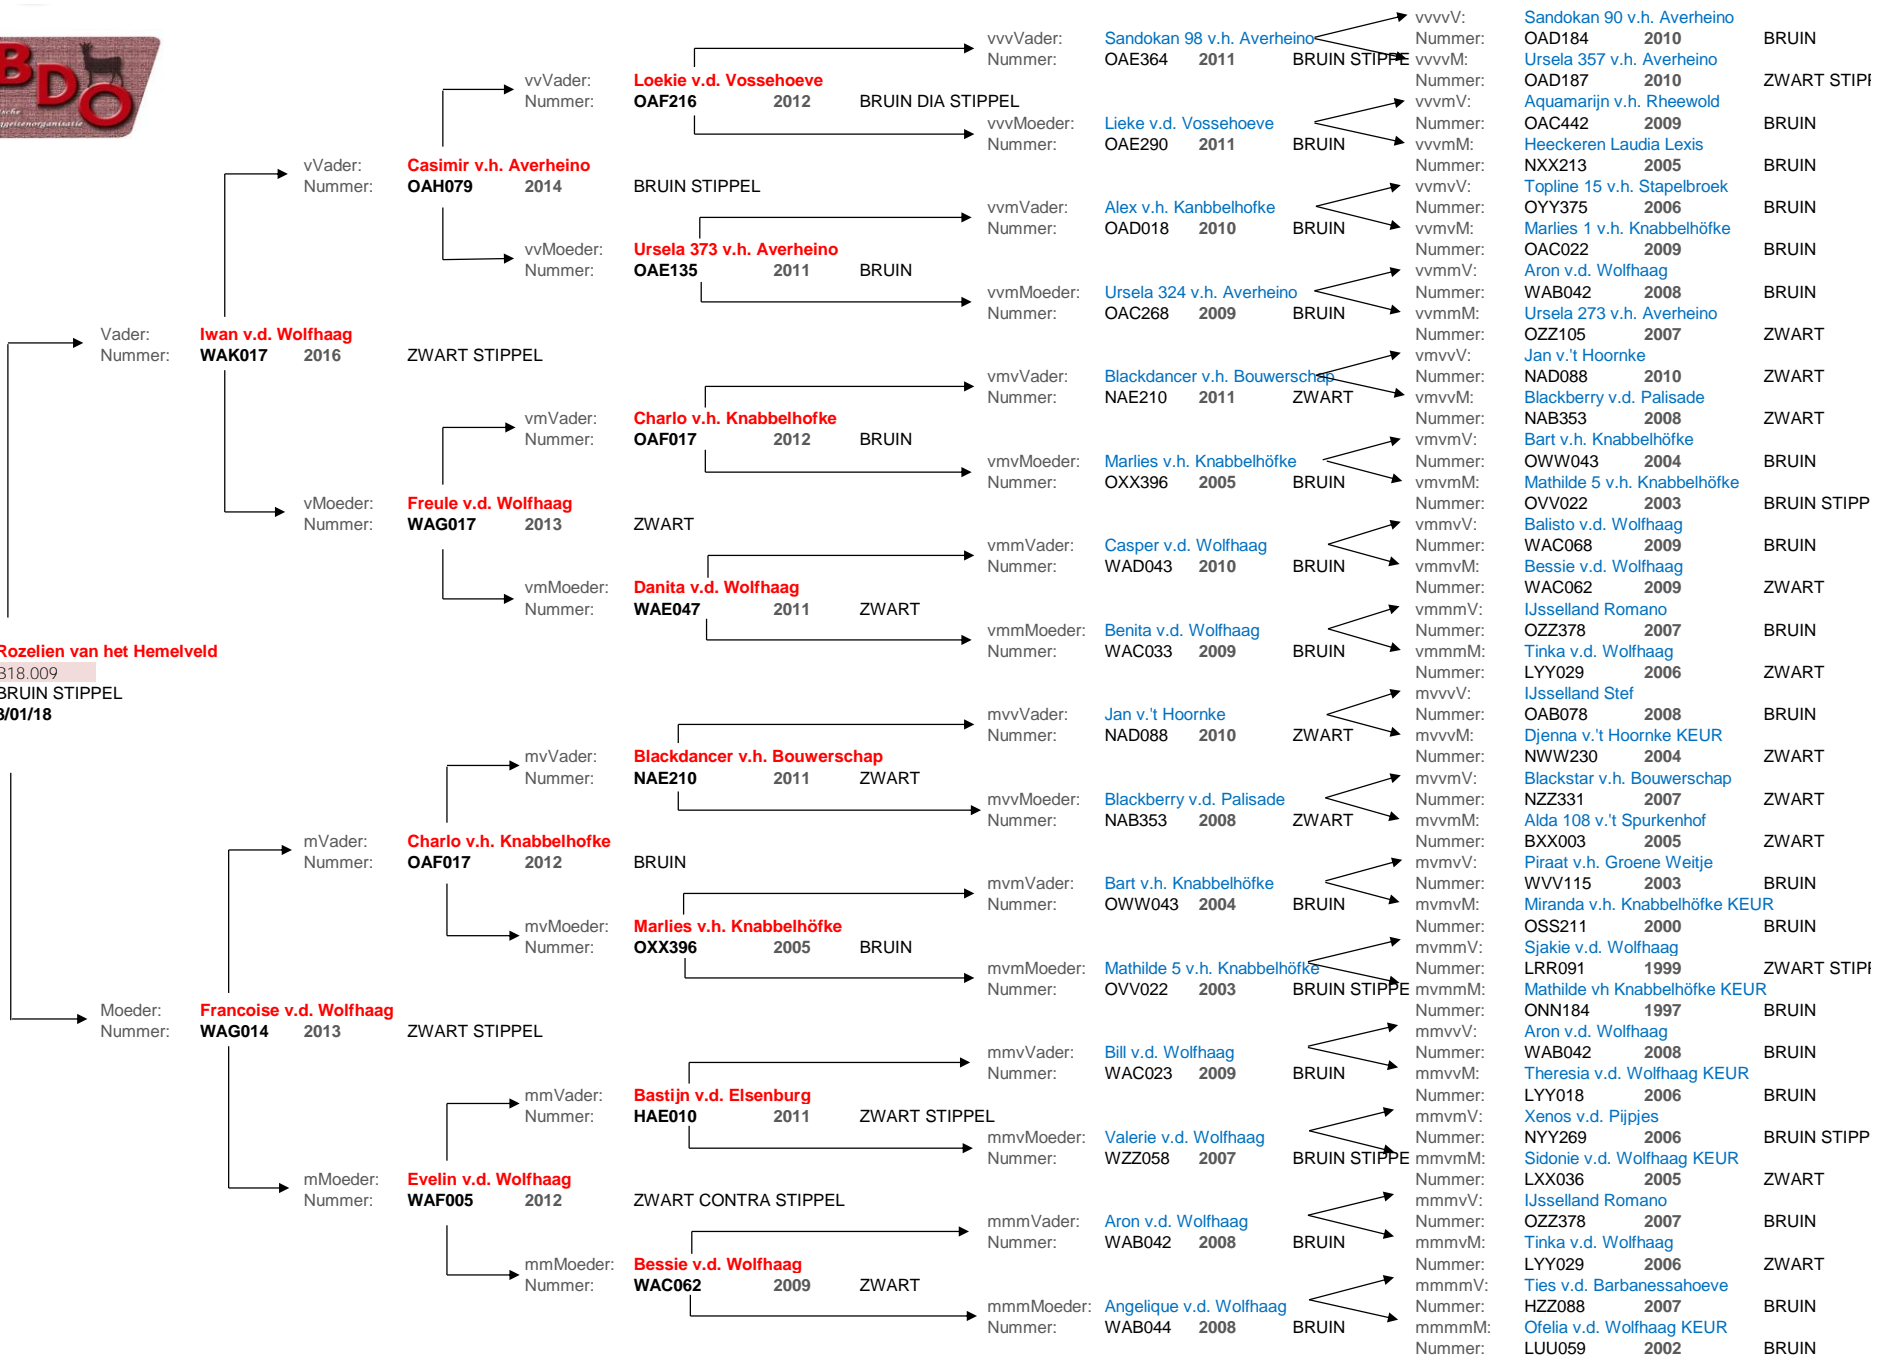 BDO
Rozelien van het Hemelveld
318.009
BRUIN STIPPEL
3/01/18
Vader: Iwan v.d. Wolfhaag
Nummer: WAK017 2016 ZWART STIPPEL
Moeder: Francoise v.d. Wolfhaag
Nummer: WAG014 2013 ZWART STIPPEL
vVader: Casimir v.h. Averheino
Nummer: OAH079 2014 BRUIN STIPPEL
vMoeder: Freule v.d. Wolfhaag
Nummer: WAG017 2013 ZWART
mVader: Charlo v.h. Knabbelhofke
Nummer: OAF017 2012 BRUIN
mMoeder: Evelin v.d. Wolfhaag
Nummer: WAF005 2012 ZWART CONTRA STIPPEL
vvVader: Loekie v.d. Vossehoeve
Nummer: OAF216 2012 BRUIN DIA STIPPEL
vvMoeder: Ursela 373 v.h. Averheino
Nummer: OAE135 2011 BRUIN
vmVader: Charlo v.h. Knabbelhofke
Nummer: OAF017 2012 BRUIN
vmMoeder: Danita v.d. Wolfhaag
Nummer: WAE047 2011 ZWART
mvVader: Blackdancer v.h. Bouwerschap
Nummer: NAE210 2011 ZWART
mvMoeder: Marlies v.h. Knabbelhöfke
Nummer: OXX396 2005 BRUIN
mmVader: Bastijn v.d. Elsenburg
Nummer: HAE010 2011 ZWART STIPPEL
mmMoeder: Bessie v.d. Wolfhaag
Nummer: WAC062 2009 ZWART
vvvVader: Sandokan 98 v.h. Averheino
Nummer: OAE364 2011 BRUIN STIPPE
vvvMoeder: Lieke v.d. Vossehoeve
Nummer: OAE290 2011 BRUIN
vvmVader: Alex v.h. Kanbbelhofke
Nummer: OAD018 2010 BRUIN
vvmMoeder: Ursela 324 v.h. Averheino
Nummer: OAC268 2009 BRUIN
vmvVader: Blackdancer v.h. Bouwerschap
Nummer: NAE210 2011 ZWART
vmvMoeder: Marlies v.h. Knabbelhöfke
Nummer: OXX396 2005 BRUIN
vmmVader: Casper v.d. Wolfhaag
Nummer: WAD043 2010 BRUIN
vmmMoeder: Benita v.d. Wolfhaag
Nummer: WAC033 2009 BRUIN
mvvVader: Jan v.'t Hoornke
Nummer: NAD088 2010 ZWART
mvvMoeder: Blackberry v.d. Palisade
Nummer: NAB353 2008 ZWART
mvmVader: Bart v.h. Knabbelhöfke
Nummer: OWW043 2004 BRUIN
mvmMoeder: Mathilde 5 v.h. Knabbelhöfke
Nummer: OVV022 2003 BRUIN STIPPE
mmvVader: Bill v.d. Wolfhaag
Nummer: WAC023 2009 BRUIN
mmvMoeder: Valerie v.d. Wolfhaag
Nummer: WZZ058 2007 BRUIN STIPPE
mmmVader: Aron v.d. Wolfhaag
Nummer: WAB042 2008 BRUIN
mmmMoeder: Angelique v.d. Wolfhaag
Nummer: WAB044 2008 BRUIN
vvvvV: Sandokan 90 v.h. Averheino
Nummer: OAD184 2010 BRUIN
vvvvM: Ursela 357 v.h. Averheino
Nummer: OAD187 2010 ZWART STIPI
vvvmV: Aquamarijn v.h. Rheewold
Nummer: OAC442 2009 BRUIN
vvvmM: Heeckeren Laudia Lexis
Nummer: NXX213 2005 BRUIN
vvmvV: Topline 15 v.h. Stapelbroek
Nummer: OYY375 2006 BRUIN
vvmvM: Marlies 1 v.h. Knabbelhöfke
Nummer: OAC022 2009 BRUIN
vvmmV: Aron v.d. Wolfhaag
Nummer: WAB042 2008 BRUIN
vvmmM: Ursela 273 v.h. Averheino
Nummer: OZZ105 2007 ZWART
vmvvV: Jan v.'t Hoornke
Nummer: NAD088 2010 ZWART
vmvvM: Blackberry v.d. Palisade
Nummer: NAB353 2008 ZWART
vmvmV: Bart v.h. Knabbelhöfke
Nummer: OWW043 2004 BRUIN
vmvmM: Mathilde 5 v.h. Knabbelhöfke
Nummer: OVV022 2003 BRUIN STIPP
vmmvV: Balisto v.d. Wolfhaag
Nummer: WAC068 2009 BRUIN
vmmvM: Bessie v.d. Wolfhaag
Nummer: WAC062 2009 ZWART
vmmmV: IJsselland Romano
Nummer: OZZ378 2007 BRUIN
vmmmM: Tinka v.d. Wolfhaag
Nummer: LYY029 2006 ZWART
mvvvV: IJsselland Stef
Nummer: OAB078 2008 BRUIN
mvvvM: Djenna v.'t Hoornke KEUR
Nummer: NWW230 2004 ZWART
mvvmV: Blackstar v.h. Bouwerschap
Nummer: NZZ331 2007 ZWART
mvvmM: Alda 108 v.'t Spurkenhof
Nummer: BXX003 2005 ZWART
mvmvV: Piraat v.h. Groene Weitje
Nummer: WVV115 2003 BRUIN
mvmvM: Miranda v.h. Knabbelhöfke KEUR
Nummer: OSS211 2000 BRUIN
mvmmV: Sjakie v.d. Wolfhaag
Nummer: LRR091 1999 ZWART STIPI
mvmmM: Mathilde vh Knabbelhöfke KEUR
Nummer: ONN184 1997 BRUIN
mmvvV: Aron v.d. Wolfhaag
Nummer: WAB042 2008 BRUIN
mmvvM: Theresia v.d. Wolfhaag KEUR
Nummer: LYY018 2006 BRUIN
mmvmV: Xenos v.d. Pijpjes
Nummer: NYY269 2006 BRUIN STIPP
mmvmM: Sidonie v.d. Wolfhaag KEUR
Nummer: LXX036 2005 ZWART
mmmvV: IJsselland Romano
Nummer: OZZ378 2007 BRUIN
mmmvM: Tinka v.d. Wolfhaag
Nummer: LYY029 2006 ZWART
mmmmV: Ties v.d. Barbanessahoeve
Nummer: HZZ088 2007 BRUIN
mmmmM: Ofelia v.d. Wolfhaag KEUR
Nummer: LUU059 2002 BRUIN